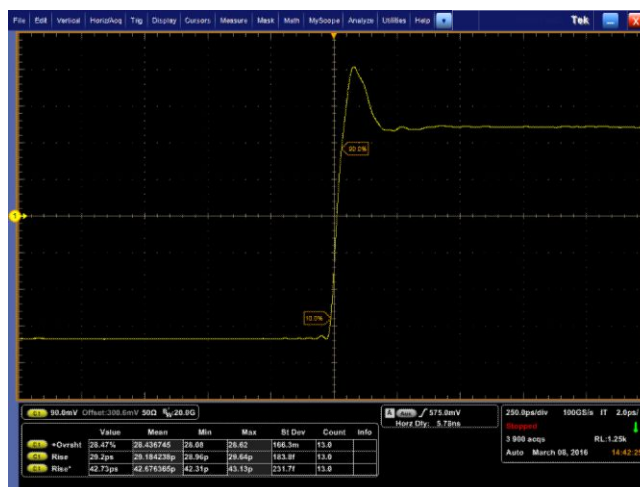 File Edit Vertical Horiz/Acq Trig Display Cursors Measure Mask Math MyScope Analyze Utilities Help Tek X
90.0%
1
10.0%
C1 90.0mV Offset:300.0mV 50Ω 20.0G
A Aux 575.0mV
Horz Dly: 5.78ns
250.0ps/div 100GS/s IT 2.0ps/
Stopped
3 900 acqs RL:1.25k
Auto March 08, 2016 14:42:25
Value Mean Min Max St Dev Count Info
C1 +Ovrsht 28.47% 28.436745 28.08 28.62 166.3m 13.0
C1 Rise 29.2ps 29.184238p 28.96p 29.64p 183.8f 13.0
C1 Rise* 42.73ps 42.676365p 42.31p 43.13p 231.7f 13.0